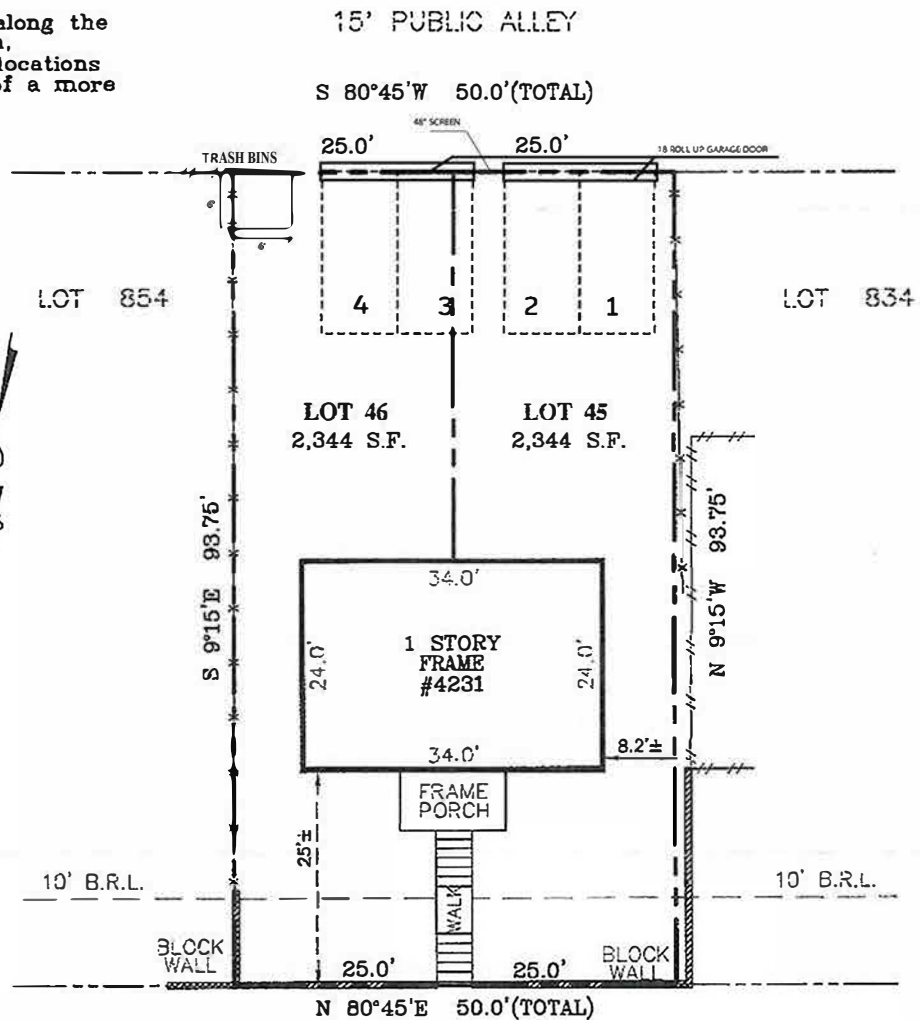 along the
locations
of a more
15' PUBLIC ALLEY
S 80°45'W 50.0'(TOTAL)
48" SCREEN
25.0'
25.0'
18 ROLL UP GARAGE DOOR
TRASH BINS
6'
6'
LOT 854
4
3
2
1
LOT 834
LOT 46
2,344 S.F.
LOT 45
2,344 S.F.
S 9°15'E 93.75'
N 9°15'W 93.75'
34.0'
24.0'
1 STORY
FRAME
#4231
24.0'
34.0'
8.2'±
FRAME
PORCH
25'±
10' B.R.L.
10' B.R.L.
WALK
BLOCK
WALL
BLOCK
WALL
25.0'
25.0'
N 80°45'E 50.0'(TOTAL)